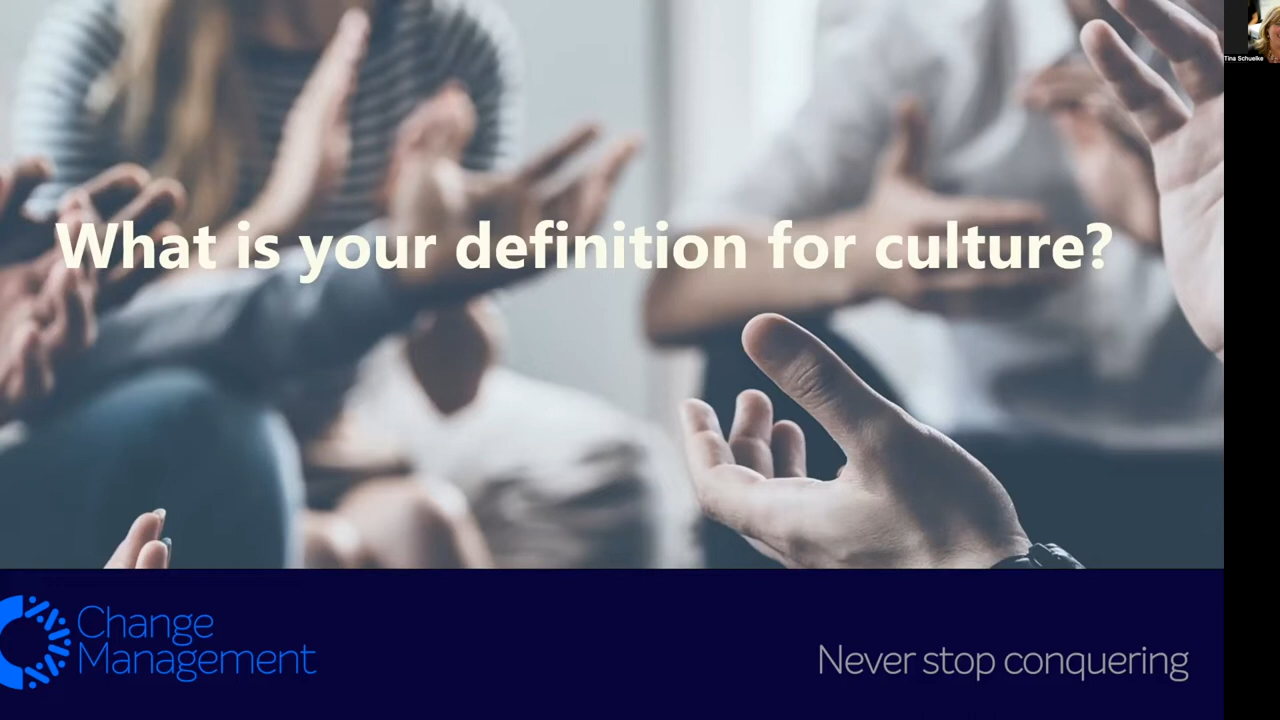 Tina Schuelke
What is your definition for culture?
Change
Management
Never stop conquering